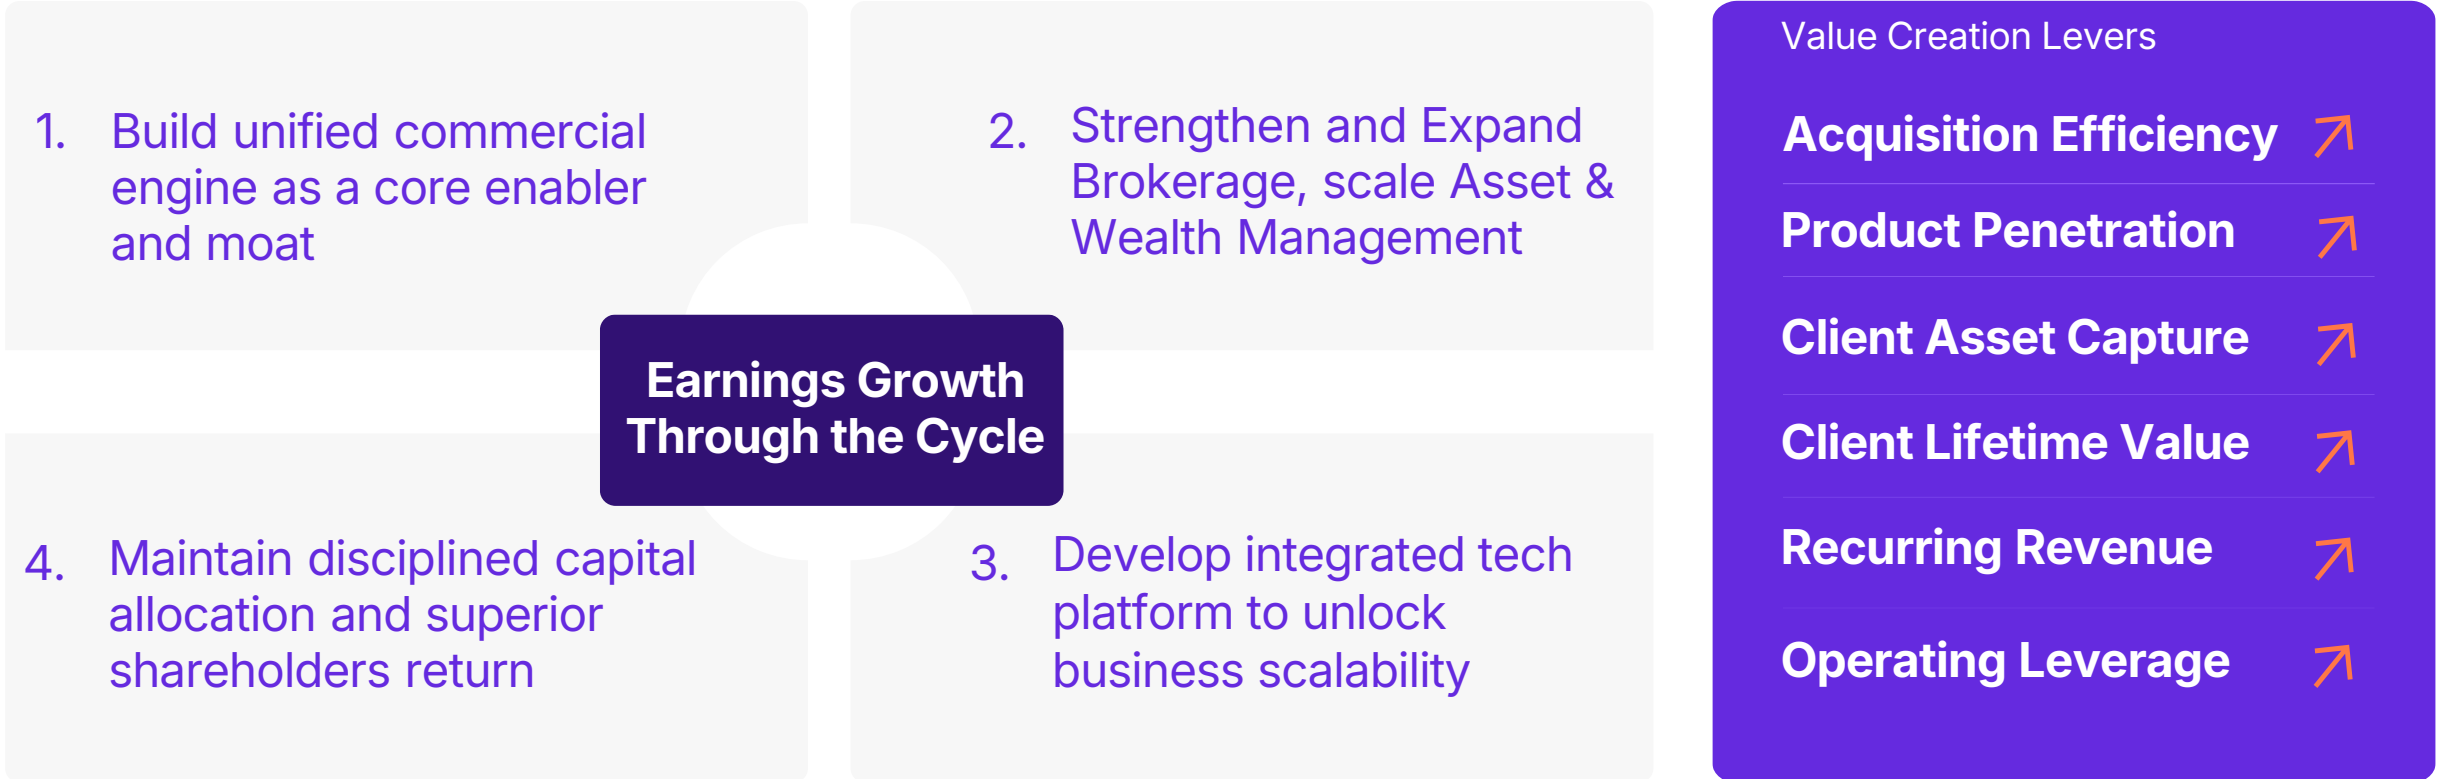 1. Build unified commercial
engine as a core enabler
and moat
2. Strengthen and Expand
Brokerage, scale Asset &
Wealth Management
Earnings Growth
Through the Cycle
4. Maintain disciplined capital
allocation and superior
shareholders return
3. Develop integrated tech
platform to unlock
business scalability
Value Creation Levers
Acquisition Efficiency
Product Penetration
Client Asset Capture
Client Lifetime Value
Recurring Revenue
Operating Leverage